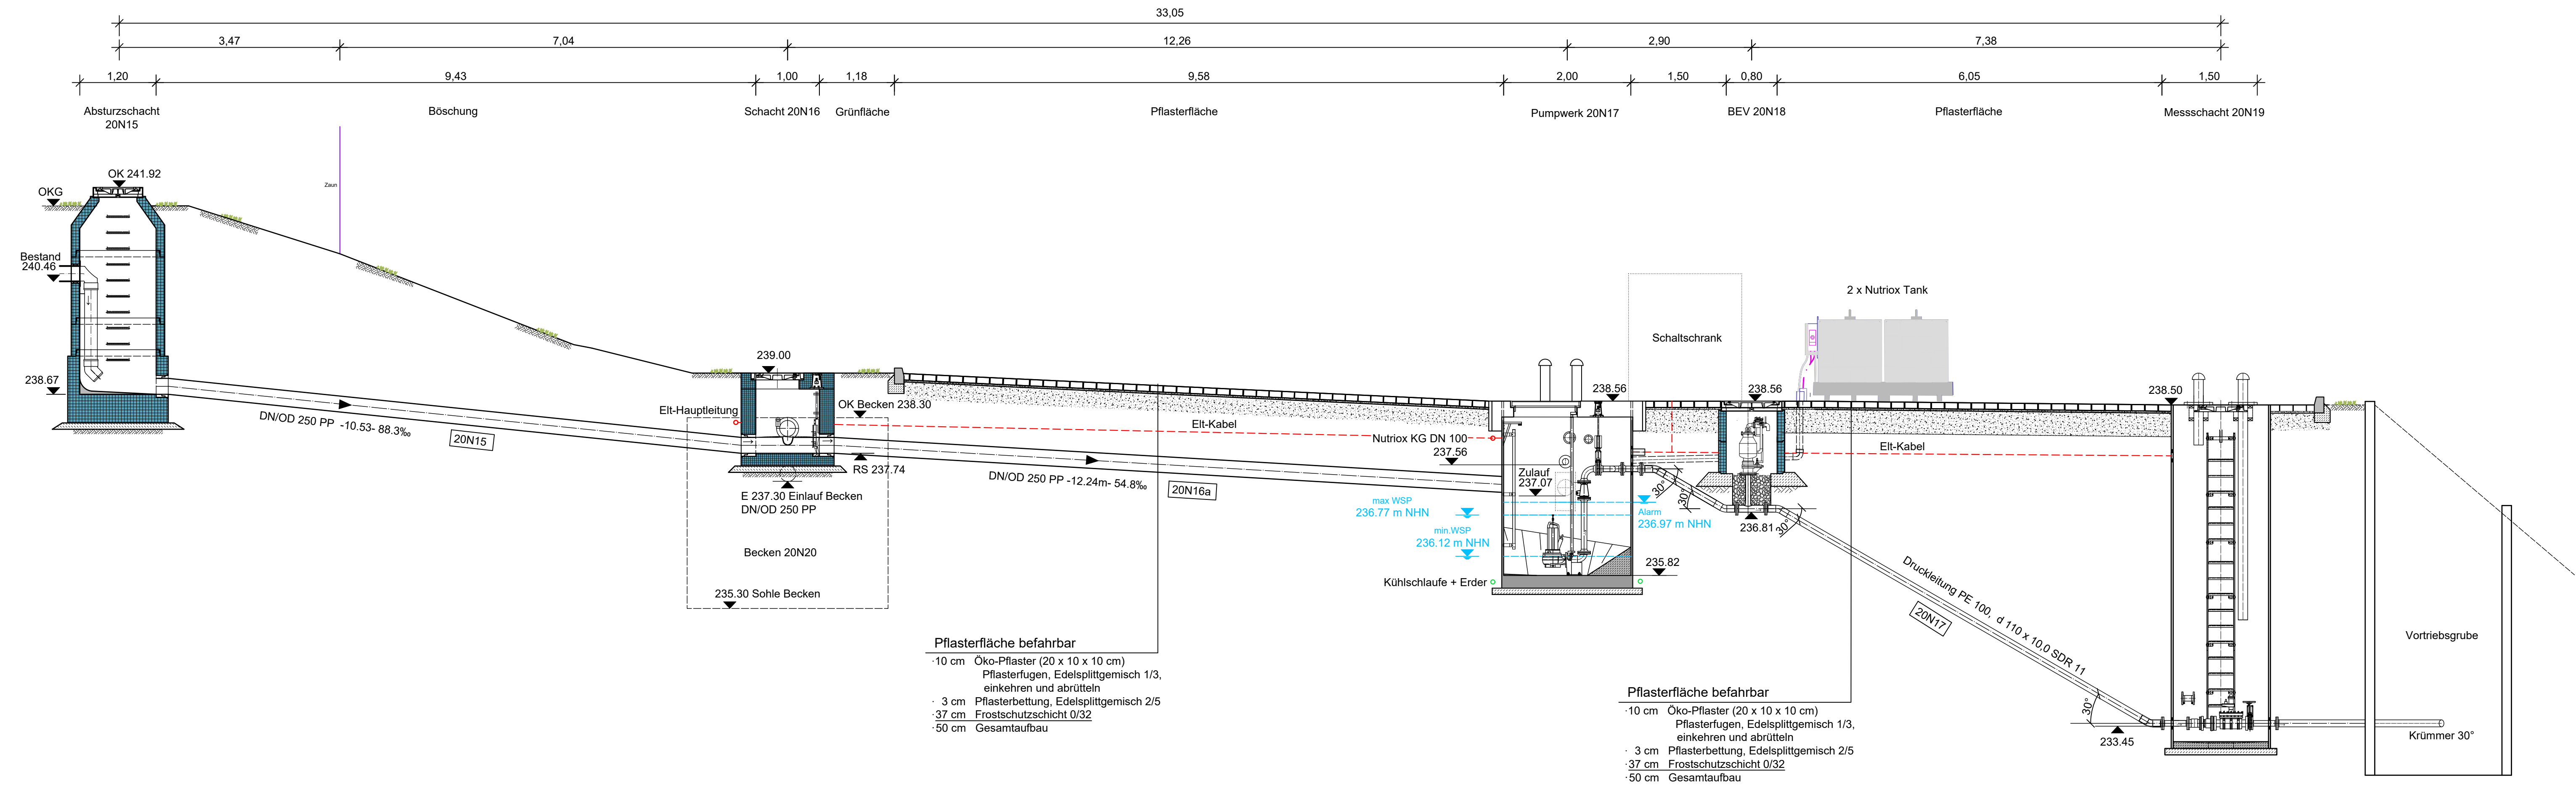 33,05
3,47
7,04
12,26
2,90
7,38
1,20
9,43
1,00
1,18
9,58
2,00
1,50
0,80
6,05
1,50
Absturzschacht
20N15
Böschung
Schacht 20N16
Grünfläche
Pflasterfläche
Pumpwerk 20N17
BEV 20N18
Pflasterfläche
Messschacht 20N19
OK 241.92
OKG
Zaun
Bestand
240.46
238.67
DN/OD 250 PP -10.53- 88.3‰
20N15
239.00
Elt-Hauptleitung
OK Becken 238.30
RS 237.74
E 237.30 Einlauf Becken
DN/OD 250 PP
Becken 20N20
235.30 Sohle Becken
Elt-Kabel
DN/OD 250 PP -12.24m- 54.8‰
20N16a
Nutriox KG DN 100
237.56
Zulauf
237.07
max WSP
236.77 m NHN
min.WSP
236.12 m NHN
Alarm
236.97 m NHN
Kühlschlaufe + Erder
235.82
238.56
Schaltschrank
238.56
2 x Nutriox Tank
30°
30°
236.81
30°
Elt-Kabel
238.50
Druckleitung PE 100, d 110 x 10,0 SDR 11
20N17
30°
233.45
Vortriebsgrube
Krümmer 30°
Pflasterfläche befahrbar
·10 cm Öko-Pflaster (20 x 10 x 10 cm)
Pflasterfugen, Edelsplittgemisch 1/3,
einkehren und abrütteln
· 3 cm Pflasterbettung, Edelsplittgemisch 2/5
·37 cm Frostschutzschicht 0/32
·50 cm Gesamtaufbau
Pflasterfläche befahrbar
·10 cm Öko-Pflaster (20 x 10 x 10 cm)
Pflasterfugen, Edelsplittgemisch 1/3,
einkehren und abrütteln
· 3 cm Pflasterbettung, Edelsplittgemisch 2/5
·37 cm Frostschutzschicht 0/32
·50 cm Gesamtaufbau